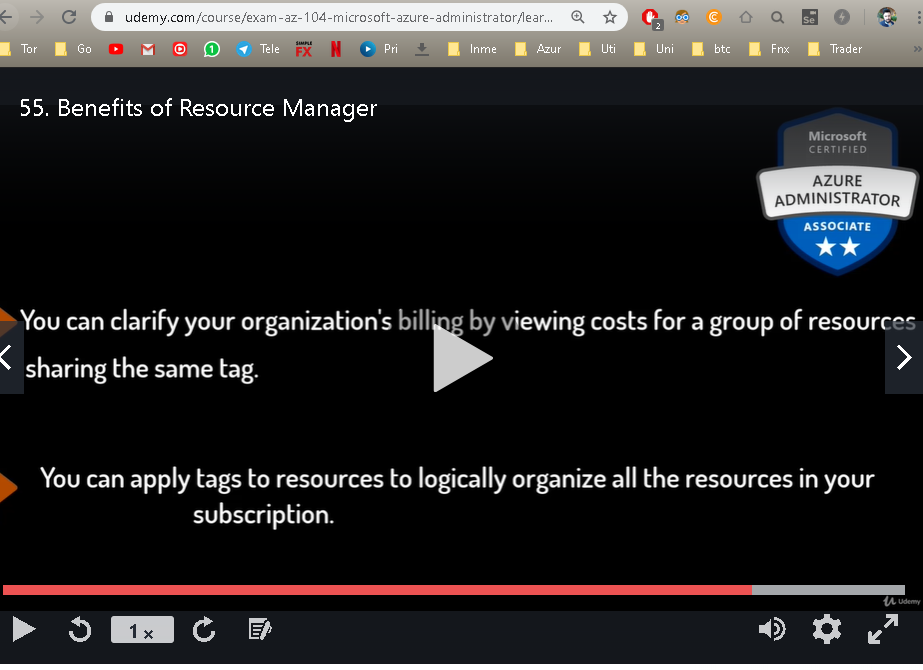 udemy.com/course/exam-az-104-microsoft-azure-administrator/lear...
2
Se
Tor
Go
1
Tele
SIMPLE
FX
N
Pri
Inme
Azur
Uti
Uni
btc
Fnx
Trader
»
55. Benefits of Resource Manager
Microsoft
CERTIFIED
AZURE
ADMINISTRATOR
ASSOCIATE
You can clarify your organization's billing by viewing costs for a group of resources
sharing the same tag.
You can apply tags to resources to logically organize all the resources in your
subscription.
Udemy
1 x